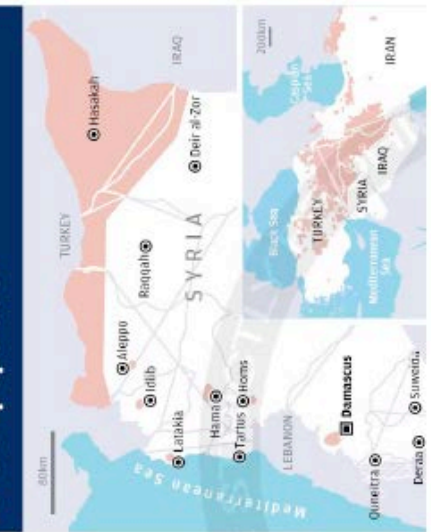 80km
TURKEY
Hasakah
IRAQ
Aleppo
Idlib
Raqqah
Deir al-Zor
SYRIA
Latakia
Hama
Tartus
Homs
Mediterranean Sea
LEBANON
Damascus
Quneitra
Deraa
Suweida
200km
Black Sea
Caspian
Sea
TURKEY
SYRIA
IRAQ
IRAN
Mediterranean
Sea